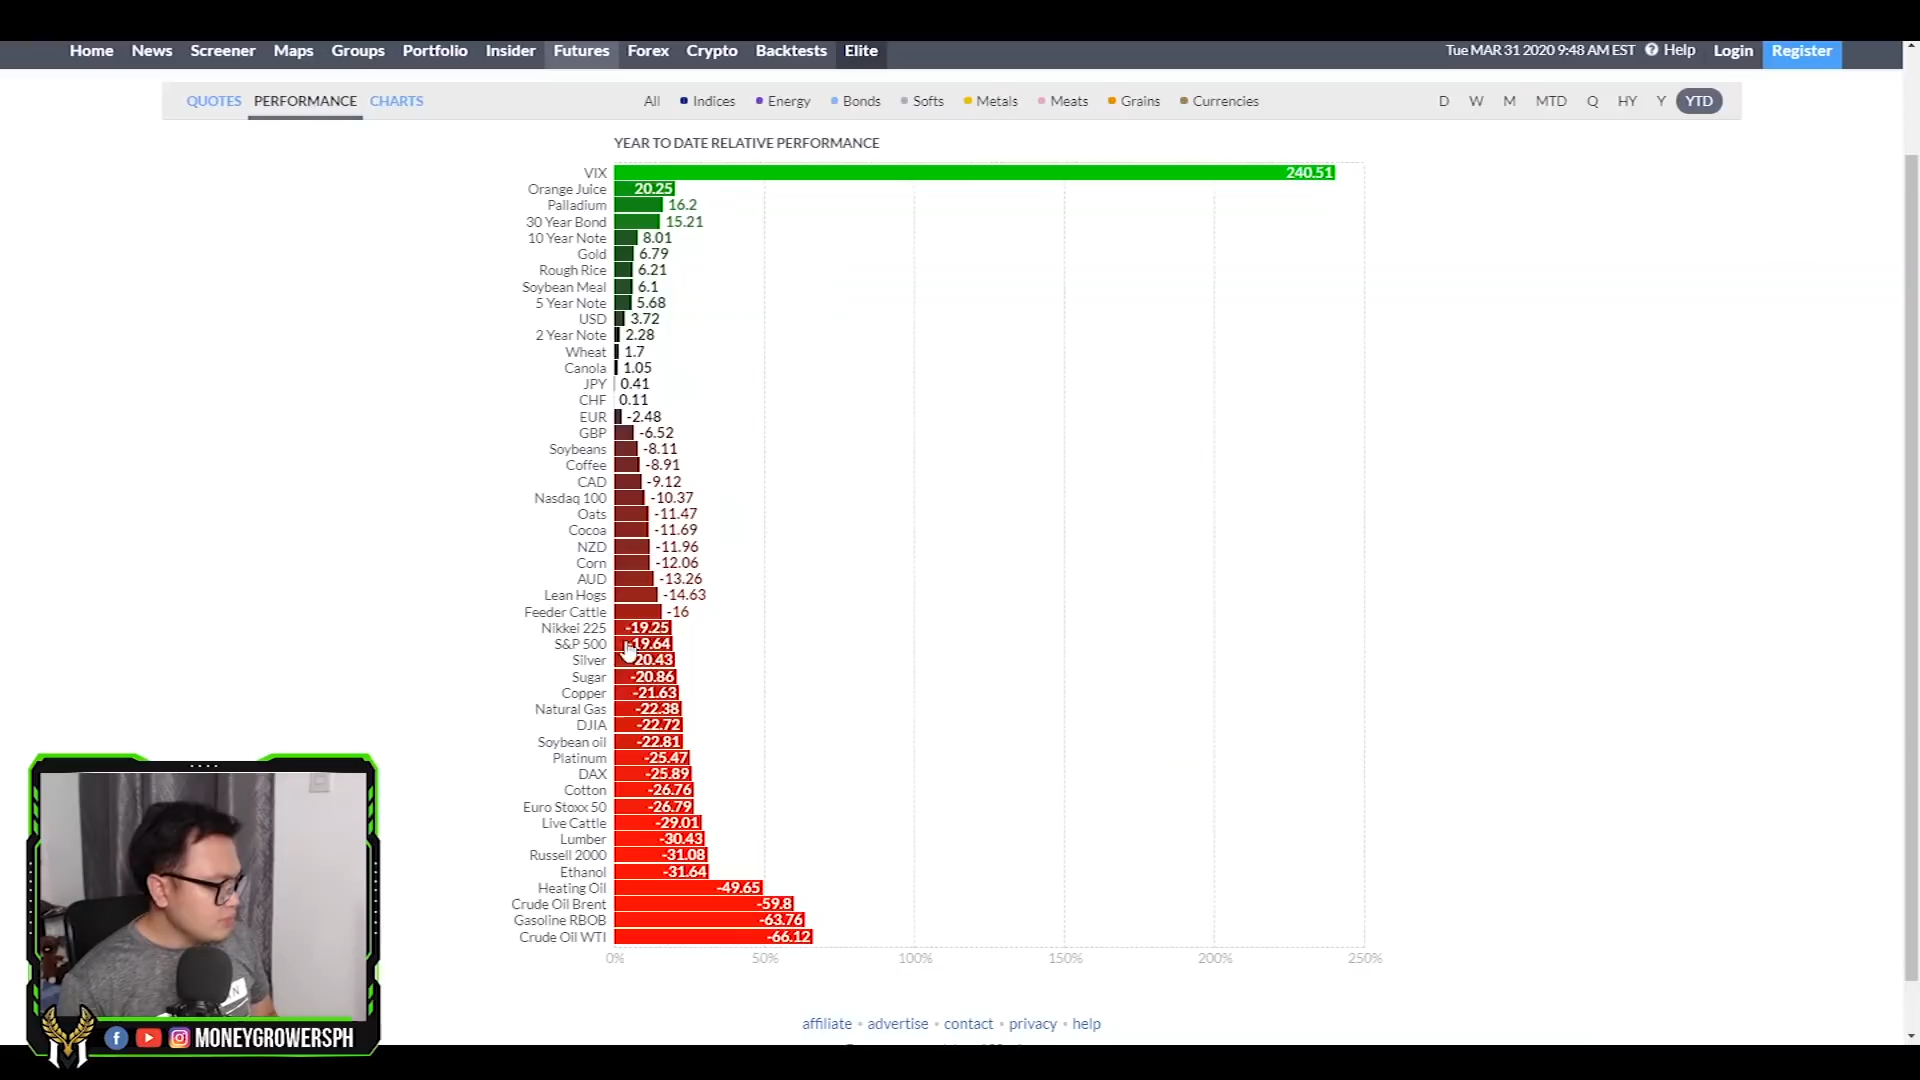 Home News Screener Maps Groups Portfolio Insider Futures Forex Crypto Backtests Elite Tue MAR 31 2020 9:48 AM EST Help Login Register
QUOTES PERFORMANCE CHARTS All Indices Energy Bonds Softs Metals Meats Grains Currencies D W M MTD Q HY Y YTD
YEAR TO DATE RELATIVE PERFORMANCE
VIX 240.51
Orange Juice 20.25
Palladium 16.2
30 Year Bond 15.21
10 Year Note 8.01
Gold 6.79
Rough Rice 6.21
Soybean Meal 6.1
5 Year Note 5.68
USD 3.72
2 Year Note 2.28
Wheat 1.7
Canola 1.05
JPY 0.41
CHF 0.11
EUR -2.48
GBP -6.52
Soybeans -8.11
Coffee -8.91
CAD -9.12
Nasdaq 100 -10.37
Oats -11.47
Cocoa -11.69
NZD -11.96
Corn -12.06
AUD -13.26
Lean Hogs -14.63
Feeder Cattle -16
Nikkei 225 -19.25
S&P 500 -19.64
Silver -20.43
Sugar -20.86
Copper -21.63
Natural Gas -22.38
DJIA -22.72
Soybean oil -22.81
Platinum -25.47
DAX -25.89
Cotton -26.76
Euro Stoxx 50 -26.79
Live Cattle -29.01
Lumber -30.43
Russell 2000 -31.08
Ethanol -31.64
Heating Oil -49.65
Crude Oil Brent -59.8
Gasoline RBOB -63.76
Crude Oil WTI -66.12
0% 50% 100% 150% 200% 250%
affiliate • advertise • contact • privacy • help
MONEYGROWERSPH